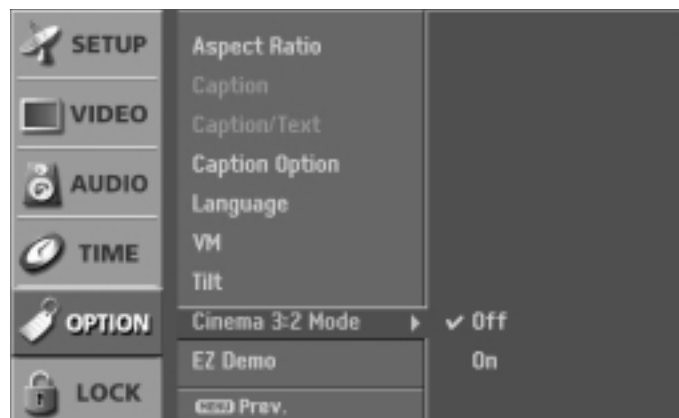 SETUP
VIDEO
AUDIO
TIME
OPTION
LOCK
Aspect Ratio
Caption
Caption/Text
Caption Option
Language
VM
Tilt
Cinema 3:2 Mode
EZ Demo
MENU Prev.
Off
On